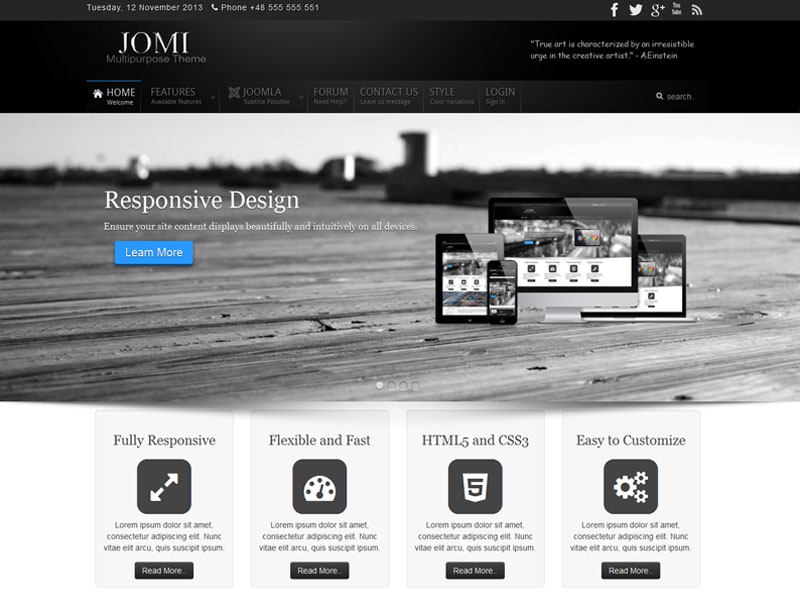 Tuesday, 12 November 2013 Phone +48 555 555 551
You
Tube
JOMI
Multipurpose Theme
"True art is characterized by an irresistible
urge in the creative artist." - A.Einstein
HOME FEATURES JOOMLA FORUM CONTACT US STYLE LOGIN
Welcome Available features Subtitle Possible Need Help? Leave us message Color Variations Sign in
search..
Responsive Design
Ensure your site content displays beautifully and intuitively on all devices.
Learn More
Fully Responsive
Lorem ipsum dolor sit amet,
consectetur adipiscing elit. Nunc
vitae elit arcu, quis suscipit ipsum.
Read More..
Flexible and Fast
Lorem ipsum dolor sit amet,
consectetur adipiscing elit. Nunc
vitae elit arcu, quis suscipit ipsum.
Read More..
HTML5 and CSS3
Lorem ipsum dolor sit amet,
consectetur adipiscing elit. Nunc
vitae elit arcu, quis suscipit ipsum.
Read More..
Easy to Customize
Lorem ipsum dolor sit amet,
consectetur adipiscing elit. Nunc
vitae elit arcu, quis suscipit ipsum.
Read More..